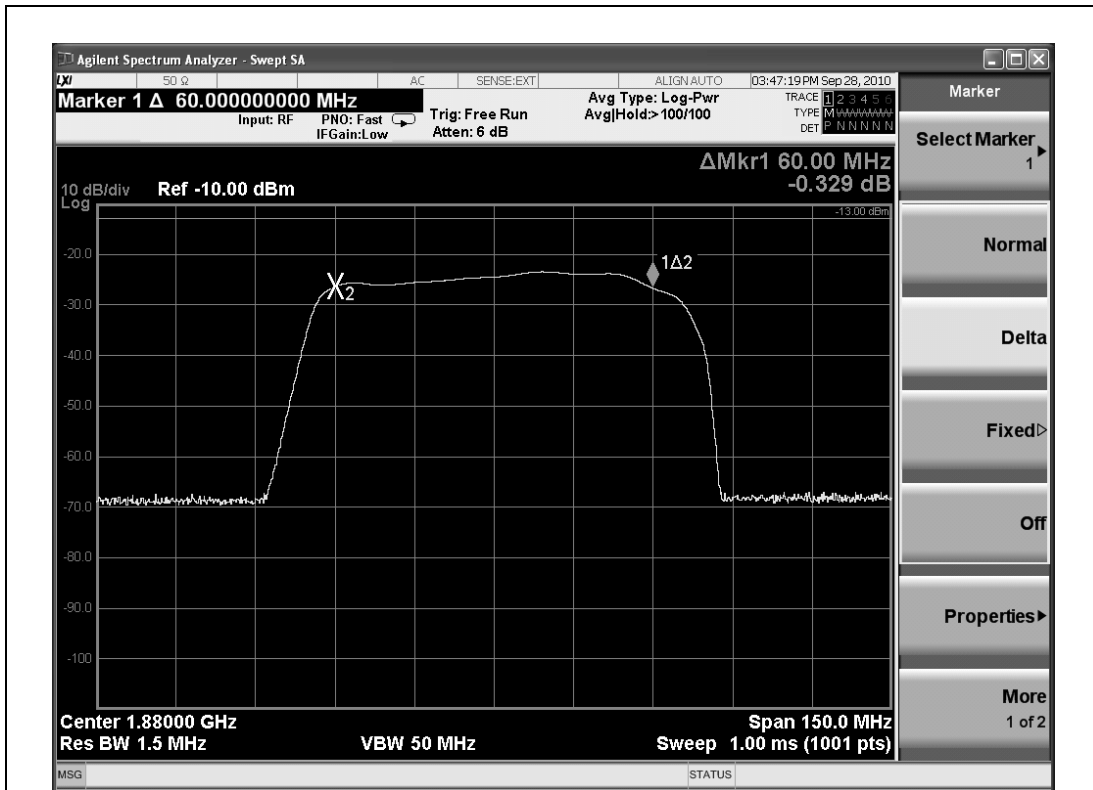 Agilent Spectrum Analyzer - Swept SA
LXI 50 Ω AC SENSE:EXT ALIGN AUTO 03:47:19 PM Sep 28, 2010
Marker 1 Δ 60.000000000 MHz
Input: RF PNO: Fast IFGain:Low
Trig: Free Run
Atten: 6 dB
Avg Type: Log-Pwr
Avg|Hold:>100/100
TRACE 1 2 3 4 5 6
TYPE M WWWWW
DET P N N N N N
ΔMkr1 60.00 MHz
-0.329 dB
10 dB/div Ref -10.00 dBm
Log
-13.00 dBm
-20.0
-30.0
-40.0
-50.0
-60.0
-70.0
-80.0
-90.0
-100
X2
1Δ2
Center 1.88000 GHz Span 150.0 MHz
Res BW 1.5 MHz VBW 50 MHz Sweep 1.00 ms (1001 pts)
MSG STATUS
Marker
Select Marker
1
Normal
Delta
Fixed
Off
Properties
More
1 of 2